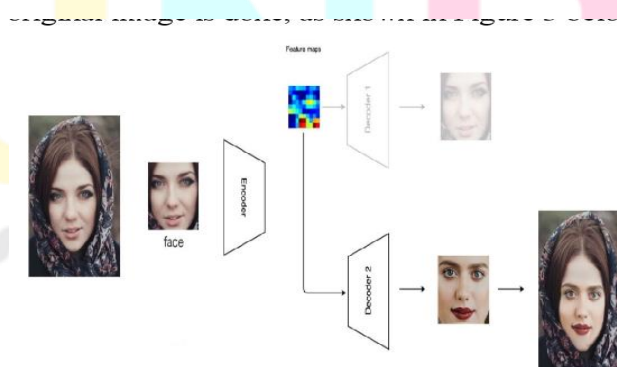 original image is done, as shown in Figure 3 belo
Feature maps
Decoder 1
Encoder
face
Decoder 2